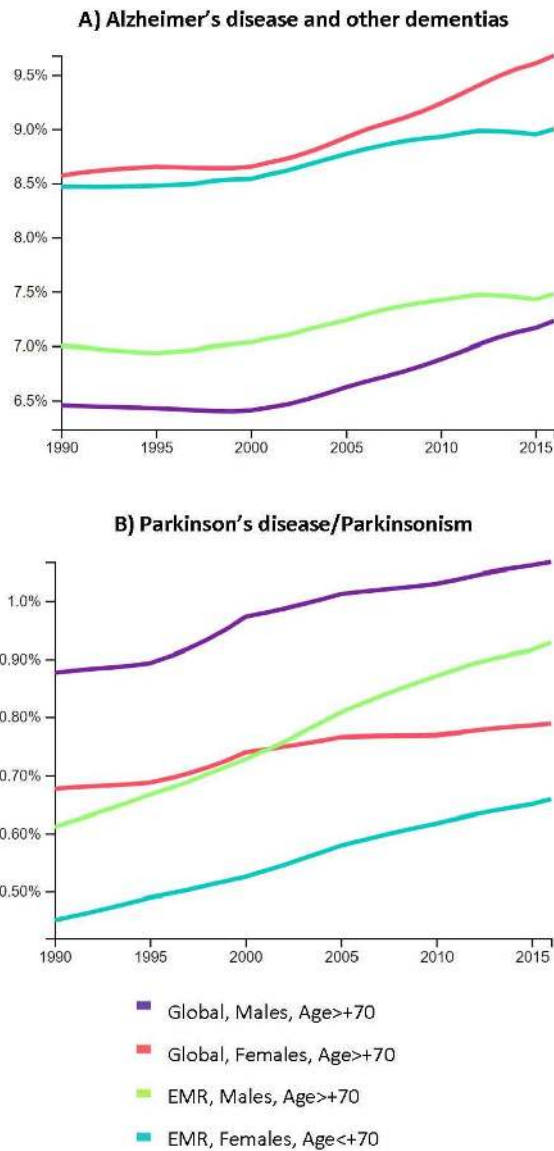 A) Alzheimer's disease and other dementias
9.5%
9.0%
8.5%
8.0%
7.5%
7.0%
6.5%
1990 1995 2000 2005 2010 2015
B) Parkinson's disease/Parkinsonism
1.0%
0.90%
0.80%
0.70%
0.60%
0.50%
1990 1995 2000 2005 2010 2015
Global, Males, Age>+70
Global, Females, Age>+70
EMR, Males, Age>+70
EMR, Females, Age<+70